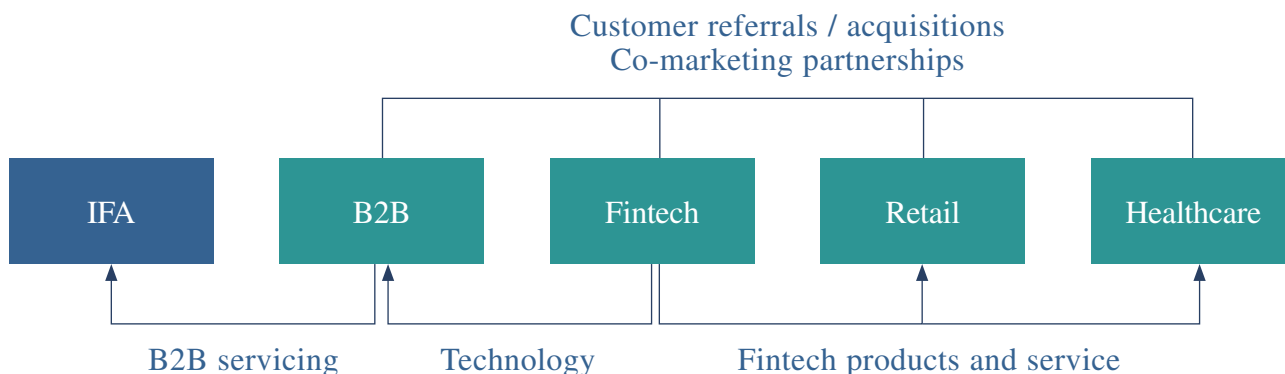 Customer referrals / acquisitions
Co-marketing partnerships
IFA
B2B
Fintech
Retail
Healthcare
B2B servicing
Technology
Fintech products and service